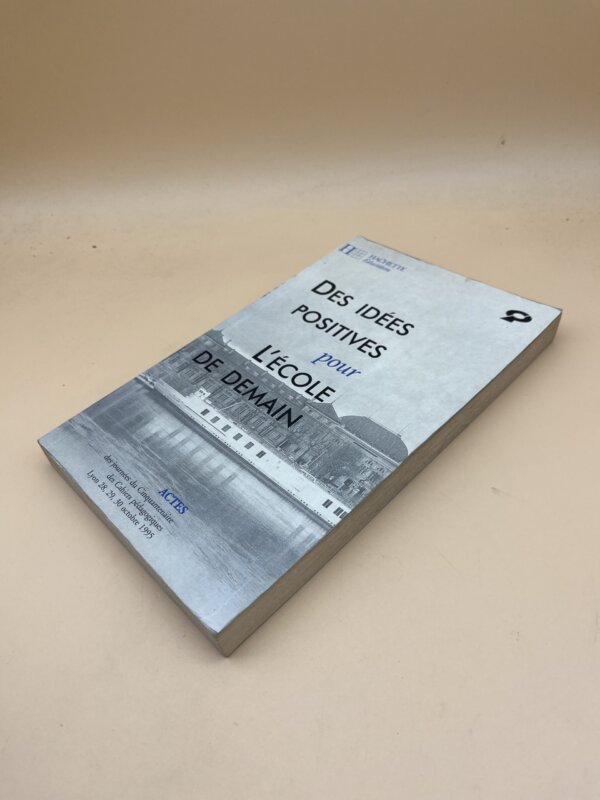 H HACHETTE
Éducation
DES IDÉES
POSITIVES
pour
L'ÉCOLE
DE DEMAIN
ACTES
des journées du Cinquantenaire
des Cahiers pédagogiques
Lyon 28, 29, 30 octobre 1995